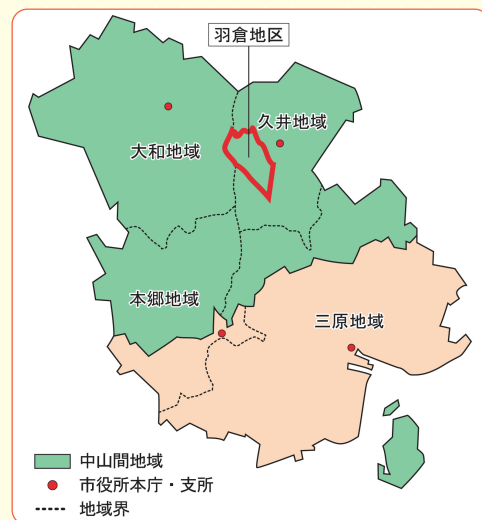 羽倉地区
久井地域
大和地域
本郷地域
三原地域
中山間地域
市役所本庁・支所
地域界